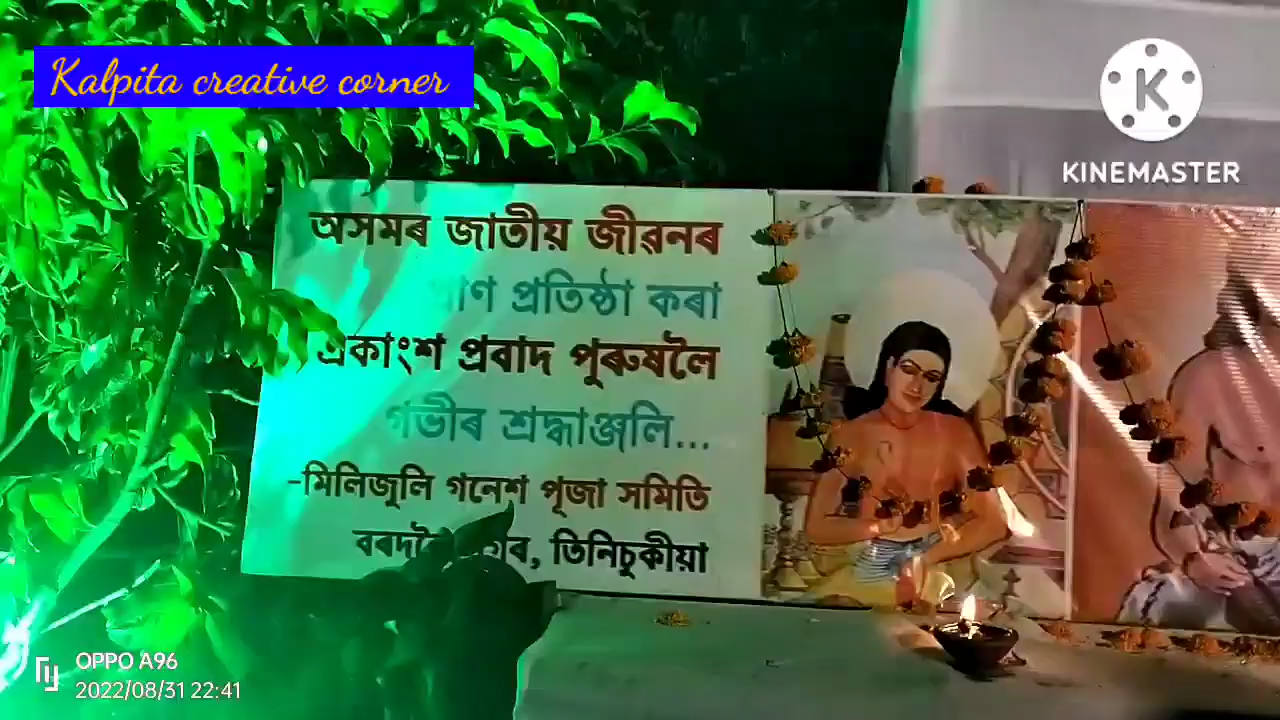 Kalpita creative corner
K
KINEMASTER
অসমৰ জাতীয় জীৱনৰ
প্ৰাণ প্ৰতিষ্ঠা কৰা
একাংশ প্ৰবাদ পুৰুষলৈ
গভীৰ শ্ৰদ্ধাঞ্জলি...
-মিলিজুলি গনেশ পূজা সমিতি
তিনিচুকীয়া
OPPO A96
2022/08/31 22:41